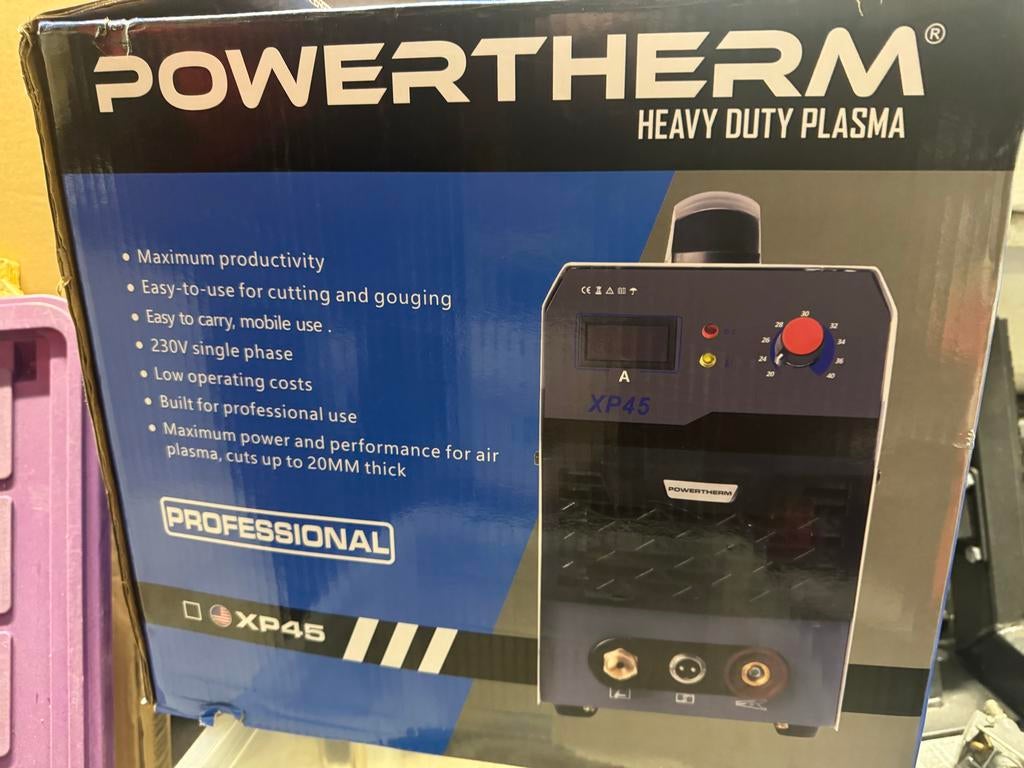 POWERTHERM®
HEAVY DUTY PLASMA
• Maximum productivity
• Easy-to-use for cutting and gouging
• Easy to carry, mobile use .
• 230V single phase
• Low operating costs
• Built for professional use
• Maximum power and performance for air
plasma, cuts up to 20MM thick
PROFESSIONAL
XP45
CE
30
28 32
26 34
24 36
20 40
A
XP45
POWERTHERM